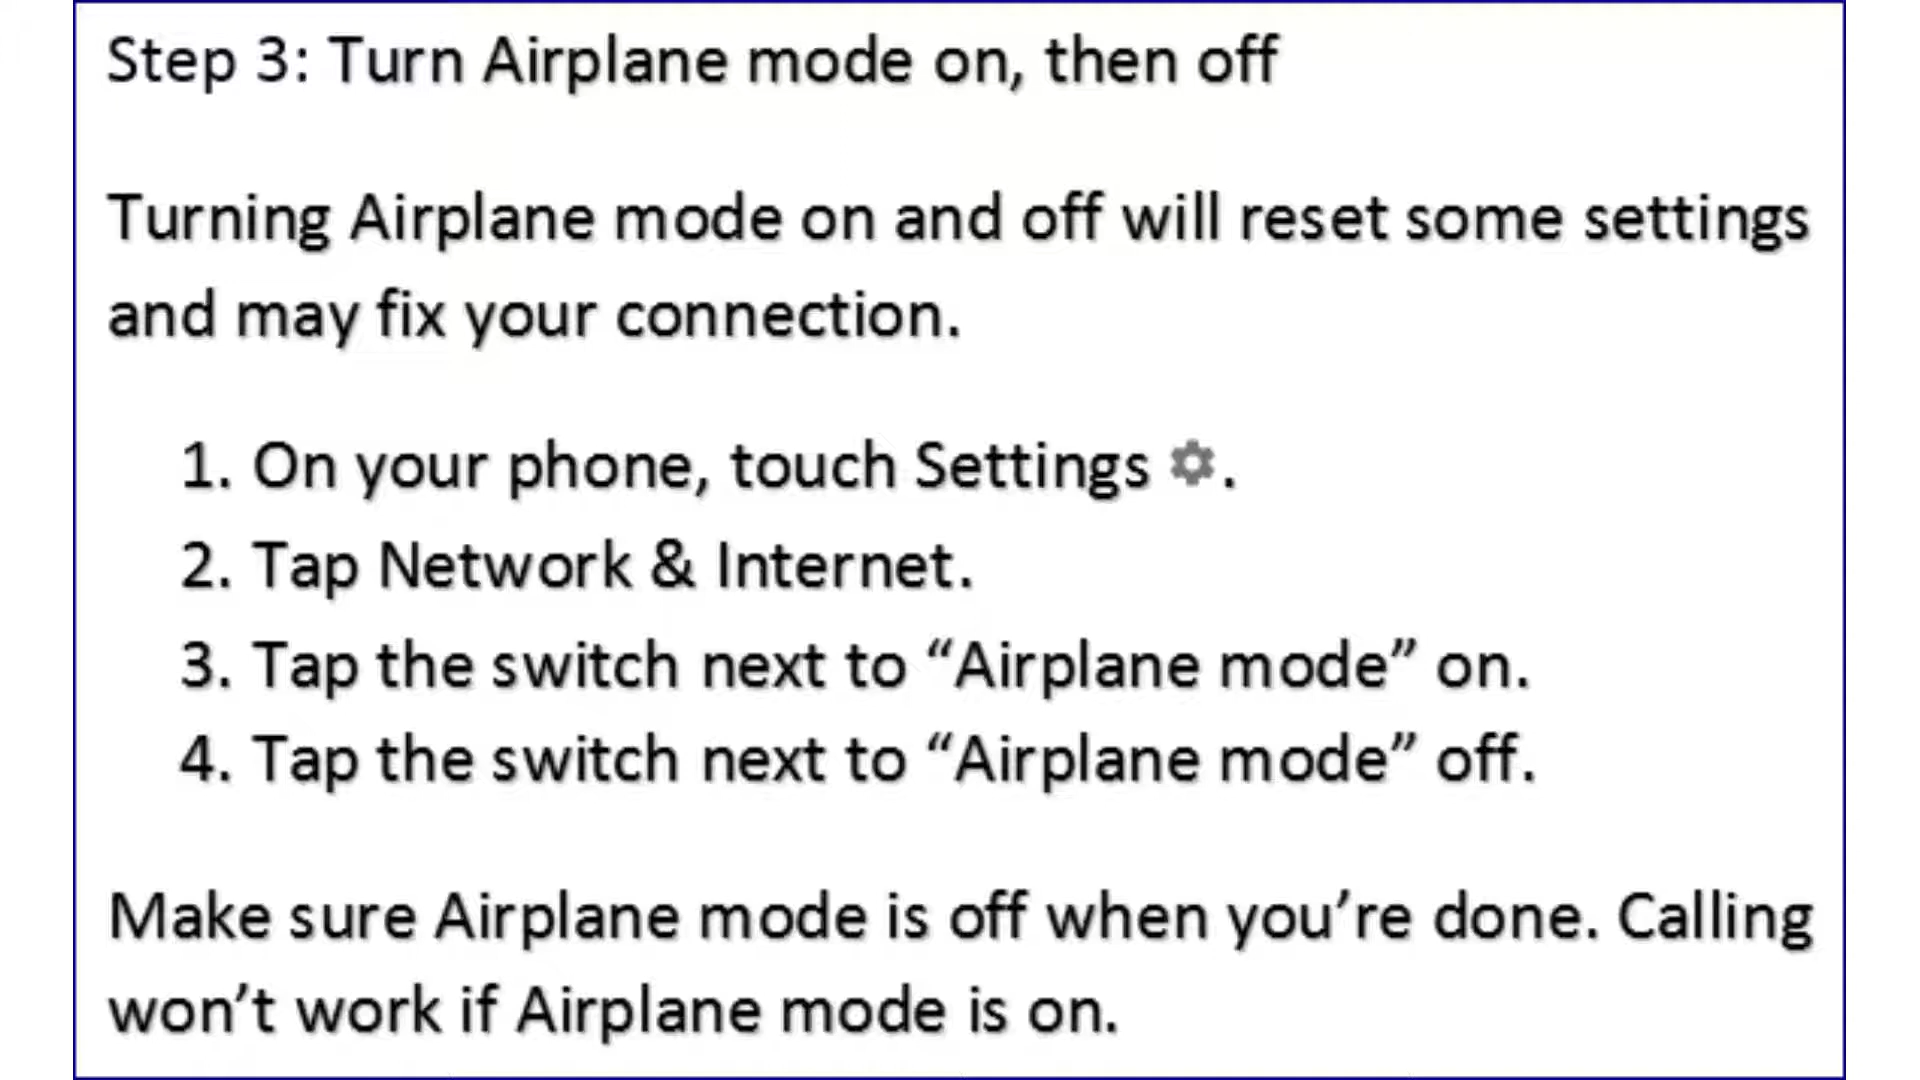 Step 3: Turn Airplane mode on, then off
Turning Airplane mode on and off will reset some settings
and may fix your connection.
1. On your phone, touch Settings .
2. Tap Network & Internet.
3. Tap the switch next to “Airplane mode” on.
4. Tap the switch next to “Airplane mode” off.
Make sure Airplane mode is off when you’re done. Calling
won’t work if Airplane mode is on.